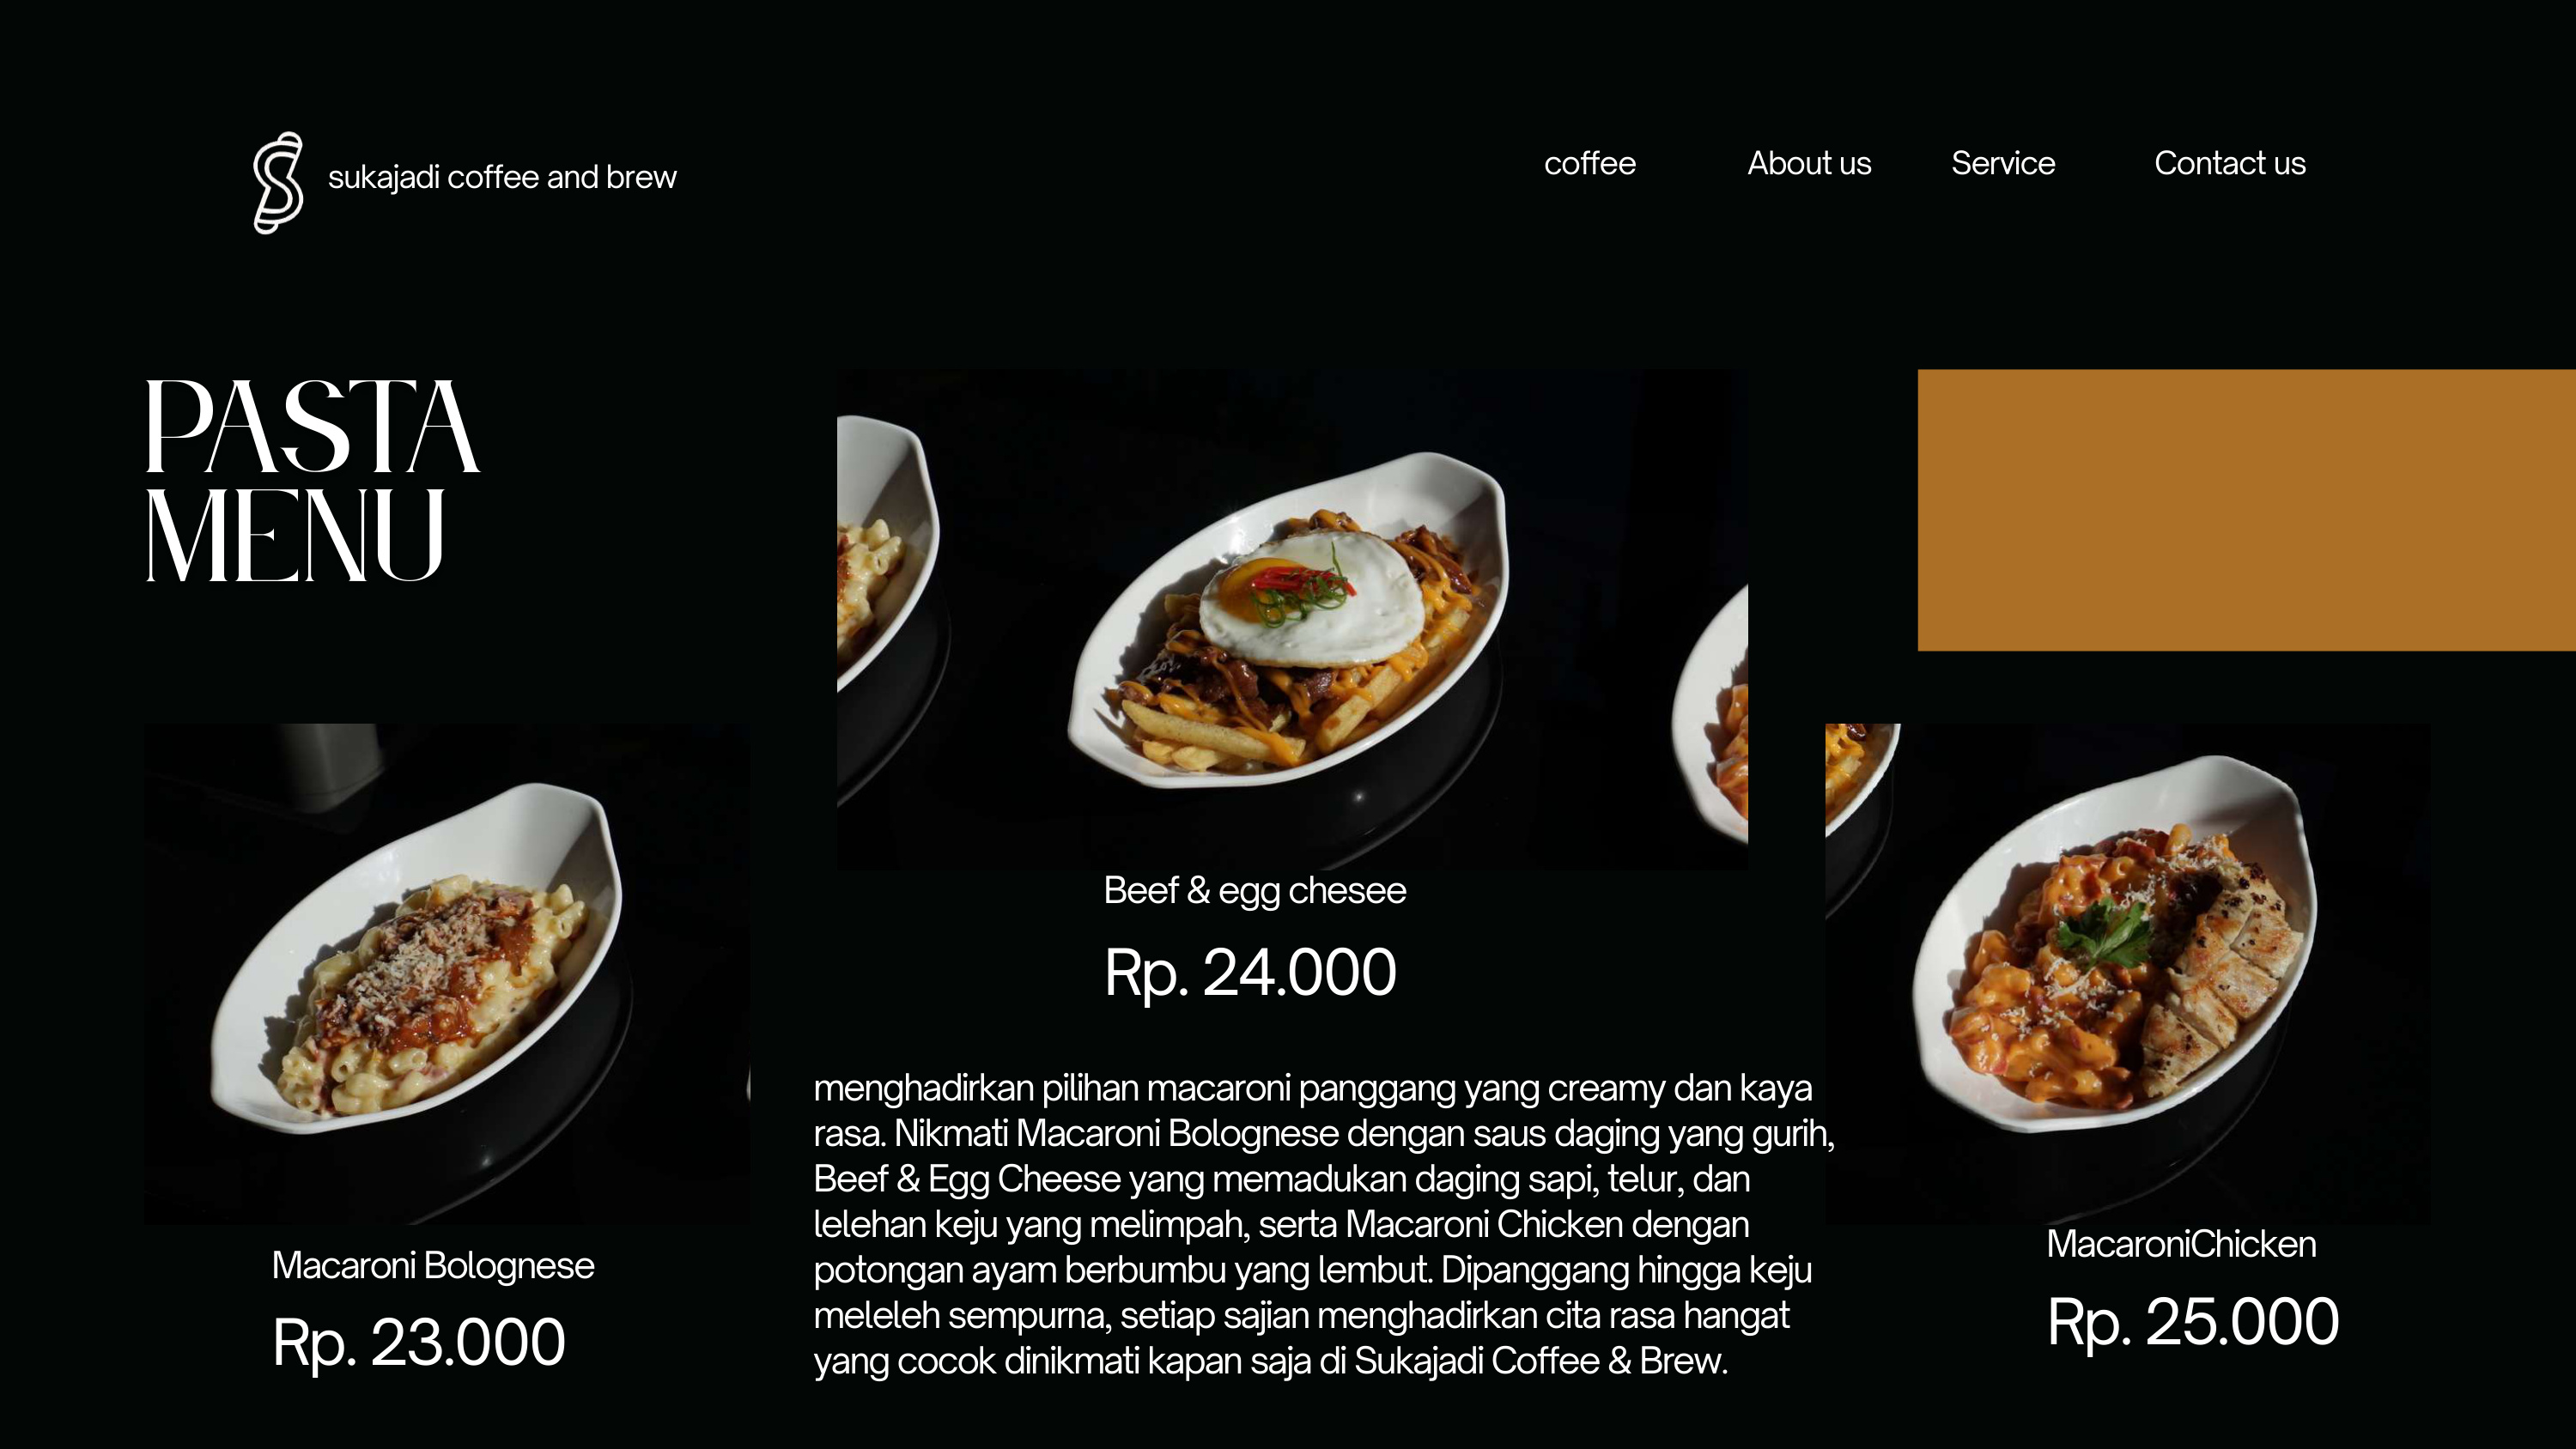 sukajadi coffee and brew
coffee
About us
Service
Contact us
PASTA
MENU
Beef & egg chesee
Rp. 24.000
menghadirkan pilihan macaroni panggang yang creamy dan kaya
rasa. Nikmati Macaroni Bolognese dengan saus daging yang gurih,
Beef & Egg Cheese yang memadukan daging sapi, telur, dan
lelehan keju yang melimpah, serta Macaroni Chicken dengan
potongan ayam berbumbu yang lembut. Dipanggang hingga keju
meleleh sempurna, setiap sajian menghadirkan cita rasa hangat
yang cocok dinikmati kapan saja di Sukajadi Coffee & Brew.
Macaroni Bolognese
Rp. 23.000
MacaroniChicken
Rp. 25.000